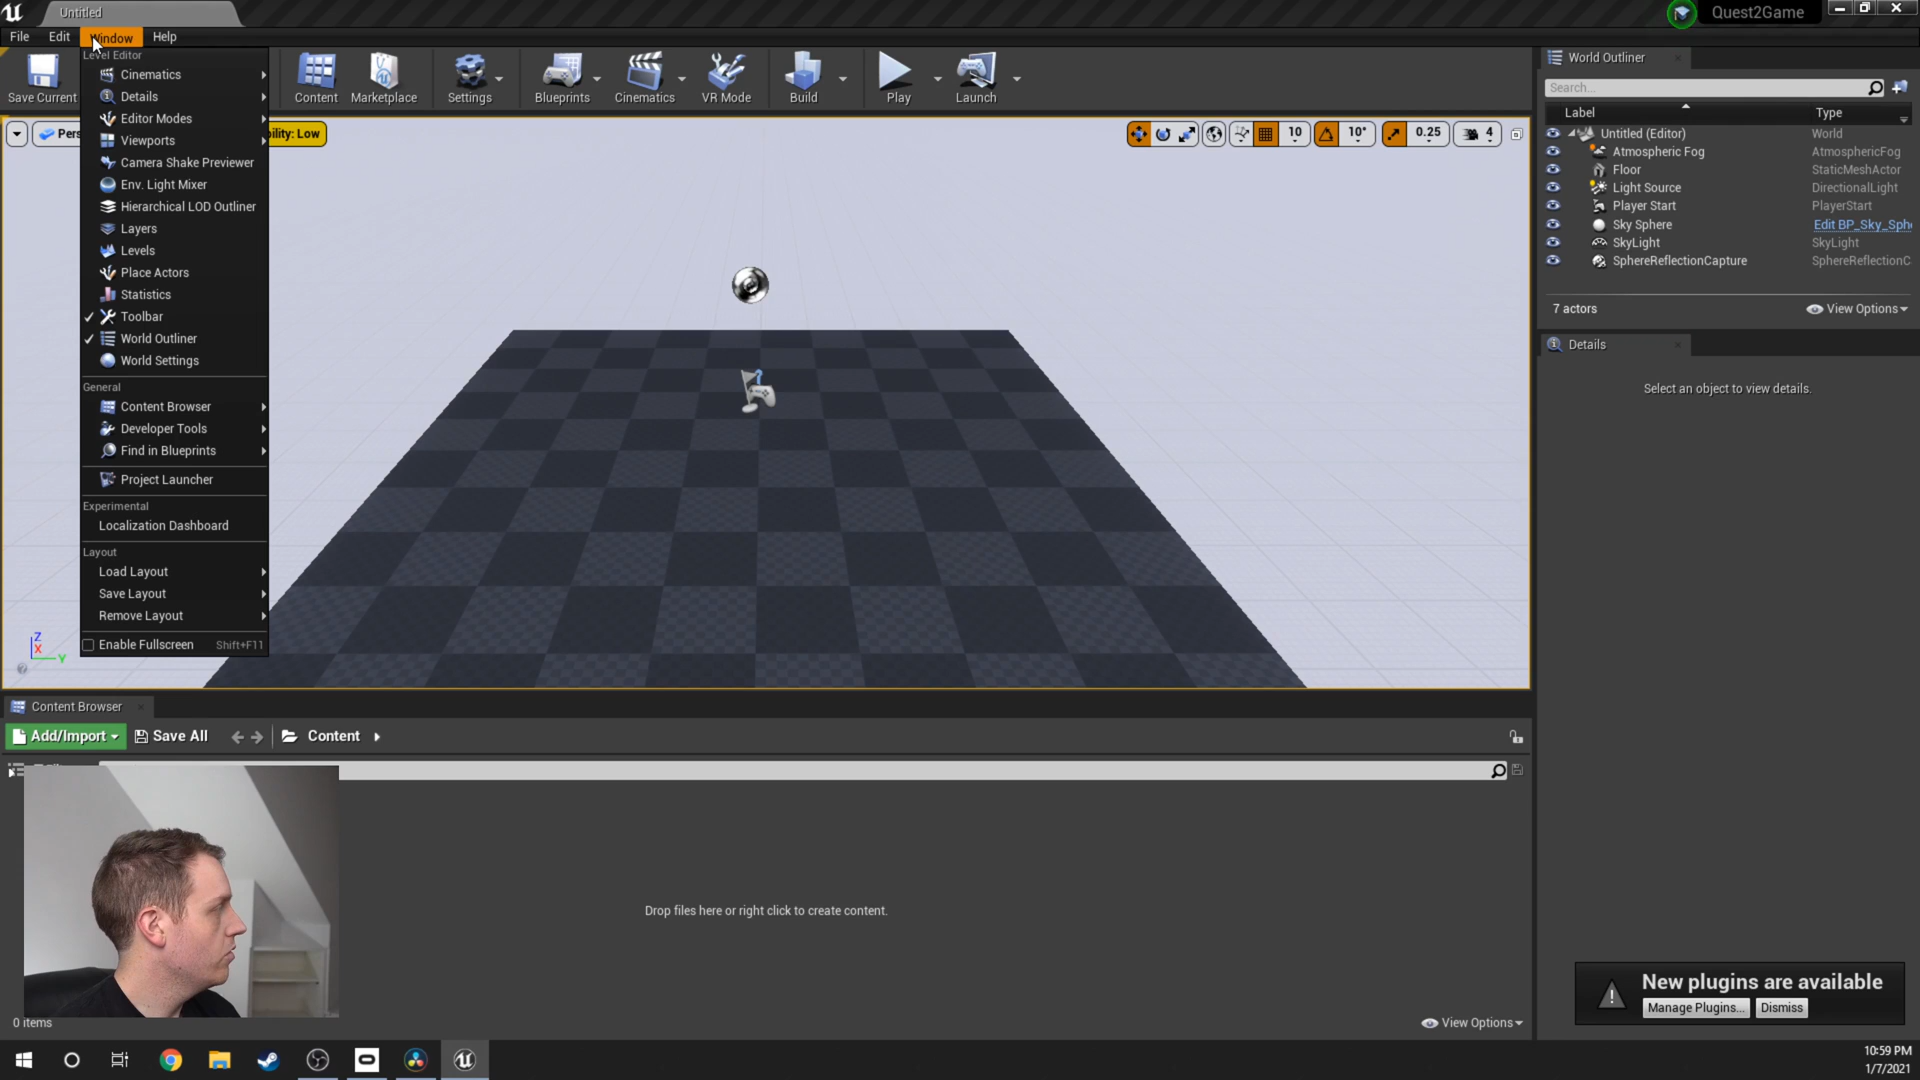 Untitled
Quest2Game
File Edit Window Help
Save Current
Content
Marketplace
Settings
Blueprints
Cinematics
VR Mode
Build
Play
Launch
Level Editor
Cinematics
Details
Editor Modes
Viewports
Camera Shake Previewer
Env. Light Mixer
Hierarchical LOD Outliner
Layers
Levels
Place Actors
Statistics
Toolbar
World Outliner
World Settings
General
Content Browser
Developer Tools
Find in Blueprints
Project Launcher
Experimental
Localization Dashboard
Layout
Load Layout
Save Layout
Remove Layout
Enable Fullscreen Shift+F11
Pers
bility: Low
10
10°
0.25
4
Z
X
Y
World Outliner
Search...
Label Type
Untitled (Editor) World
Atmospheric Fog AtmosphericFog
Floor StaticMeshActor
Light Source DirectionalLight
Player Start PlayerStart
Sky Sphere Edit BP_Sky_Sph
SkyLight SkyLight
SphereReflectionCapture SphereReflectionC
7 actors View Options
Details
Select an object to view details.
Content Browser
Add/Import Save All Content
Drop files here or right click to create content.
0 items View Options
New plugins are available
Manage Plugins... Dismiss
10:59 PM
1/7/2021